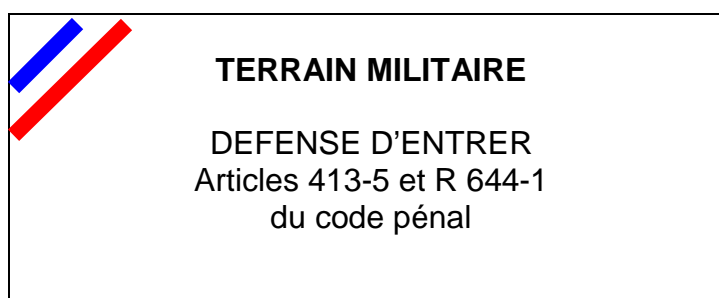 TERRAIN MILITAIRE
DEFENSE D’ENTRER
Articles 413-5 et R 644-1
du code pénal